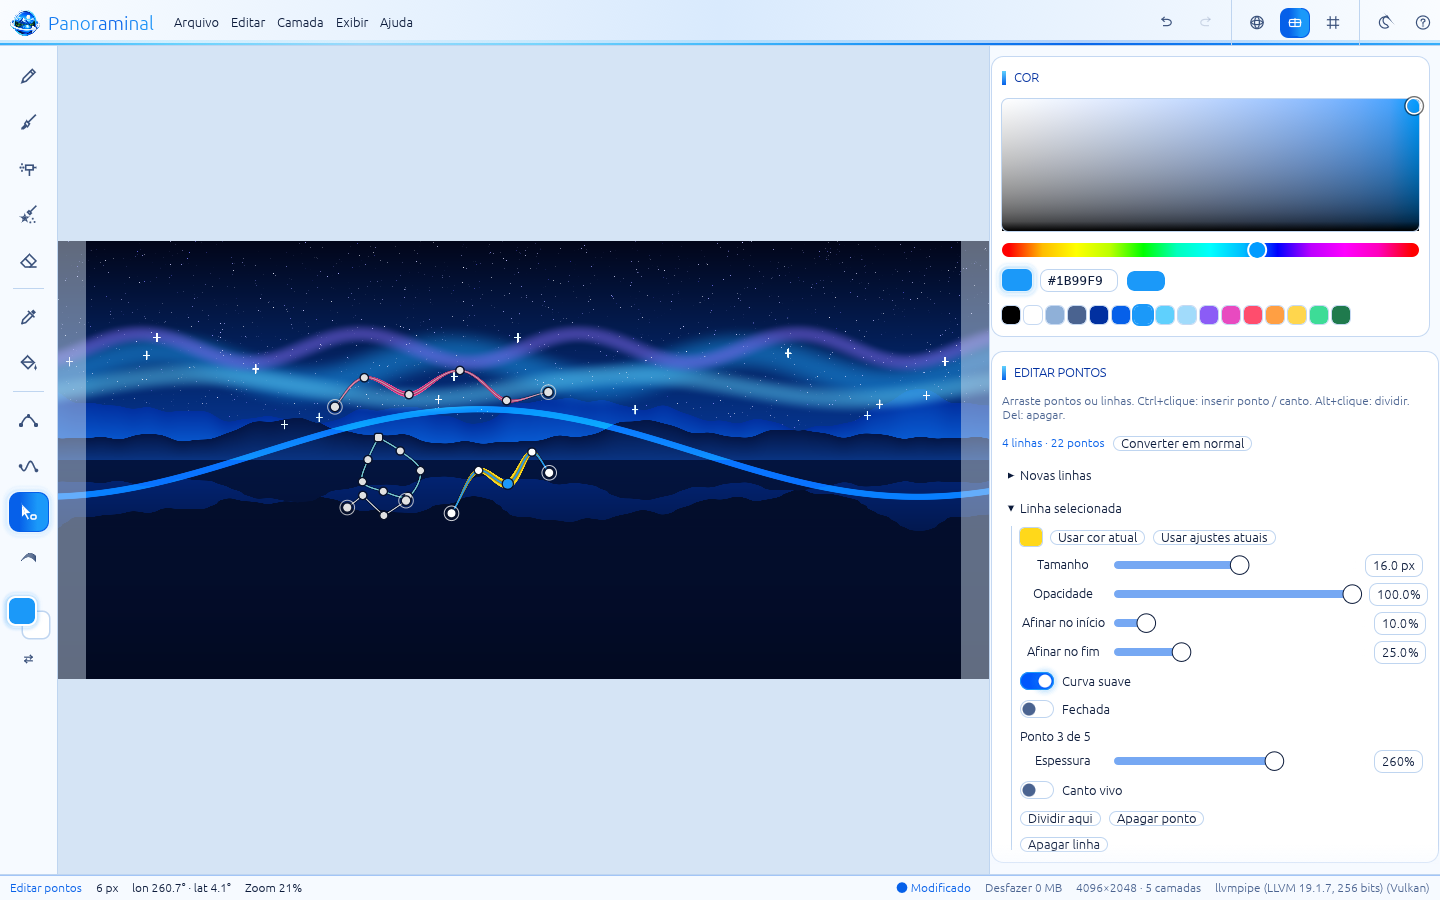 Panoraminal Arquivo Editar Camada Exibir Ajuda
COR
#1B99F9
EDITAR PONTOS
Arraste pontos ou linhas. Ctrl+clique: inserir ponto / canto. Alt+clique: dividir.
Del: apagar.
4 linhas · 22 pontos Converter em normal
Novas linhas
Linha selecionada
Usar cor atual Usar ajustes atuais
Tamanho 16.0 px
Opacidade 100.0%
Afinar no início 10.0%
Afinar no fim 25.0%
Curva suave
Fechada
Ponto 3 de 5
Espessura 260%
Canto vivo
Dividir aqui Apagar ponto
Apagar linha
Editar pontos 6 px lon 260.7° · lat 4.1° Zoom 21% Modificado Desfazer 0 MB 4096×2048 · 5 camadas llvmpipe (LLVM 19.1.7, 256 bits) (Vulkan)